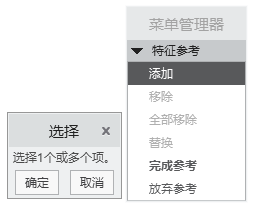 菜单管理器
特征参考
添加
移除
全部移除
替换
完成参考
放弃参考
选择 x
选择1个或多个项。
确定 取消